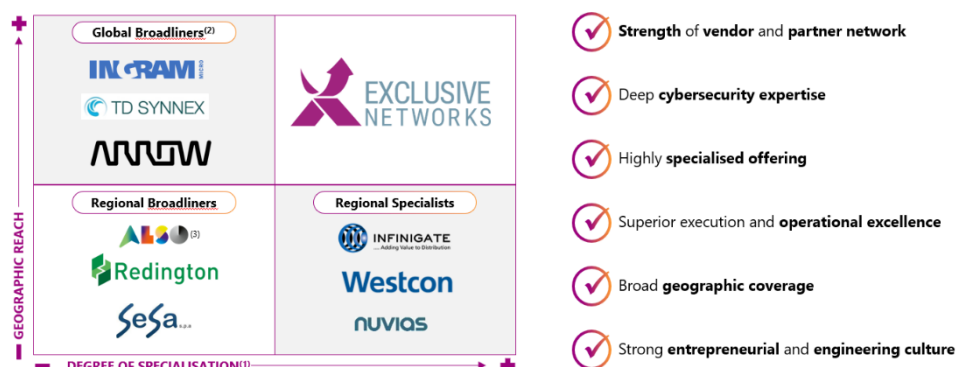 Global Broadliners(2)
INGRAM MICRO
TD SYNNEX
ARROW
EXCLUSIVE
NETWORKS
Regional Broadliners
ALSO (3)
Redington
SeSa s.p.a.
Regional Specialists
INFINIGATE
... Adding Value to Distribution
Westcon
nuvias
GEOGRAPHIC REACH
DEGREE OF SPECIALISATION(1)
Strength of vendor and partner network
Deep cybersecurity expertise
Highly specialised offering
Superior execution and operational excellence
Broad geographic coverage
Strong entrepreneurial and engineering culture